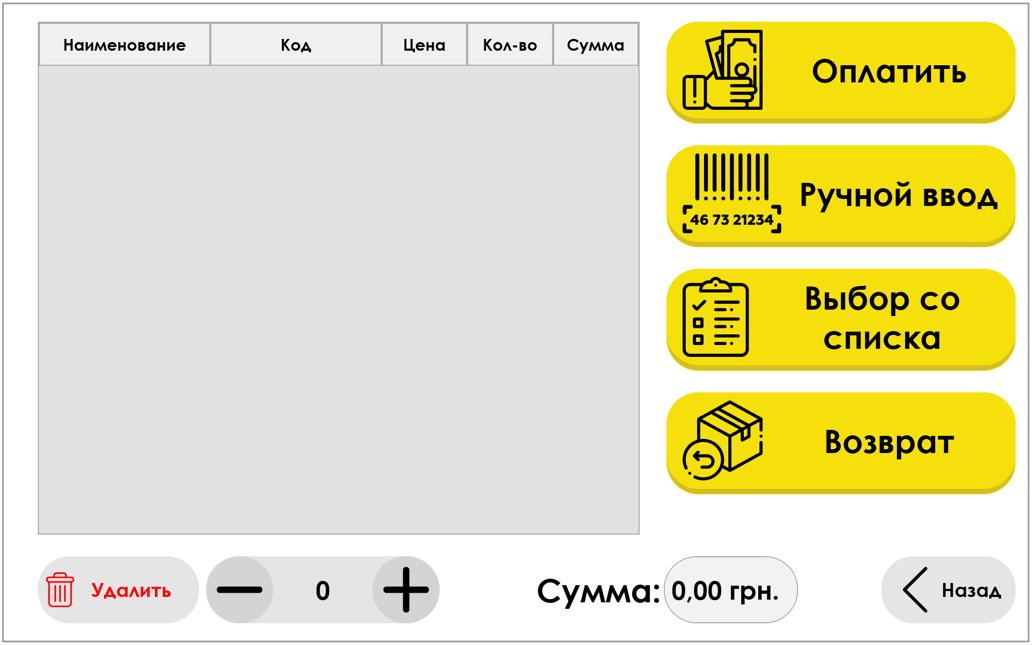 Наименование Код Цена Кол-во Сумма
Оплатить
46 73 21234
Ручной ввод
Выбор со
списка
Возврат
Удалить
0
Сумма: 0,00 грн.
Назад